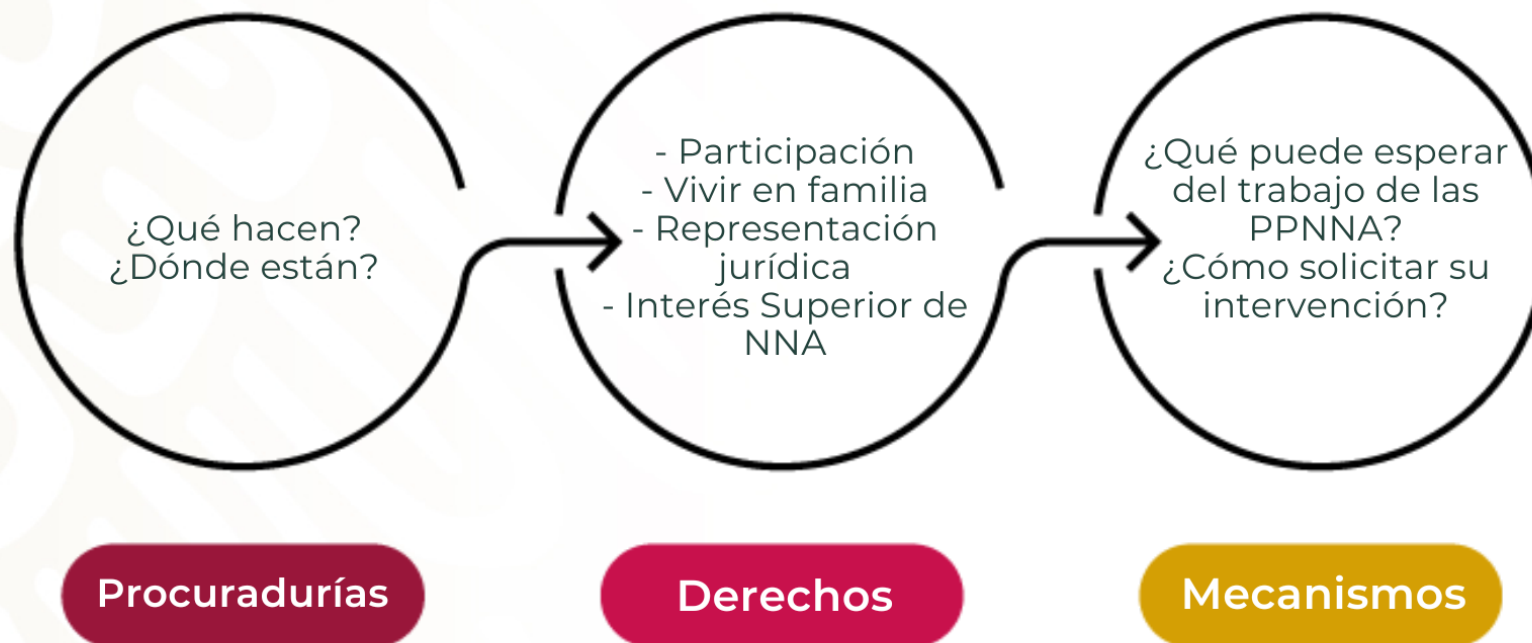 ¿Qué hacen?
¿Dónde están?
Procuradurías
- Participación
- Vivir en familia
- Representación
jurídica
- Interés Superior de
NNA
Derechos
¿Qué puede esperar
del trabajo de las
PPNNA?
¿Cómo solicitar su
intervención?
Mecanismos